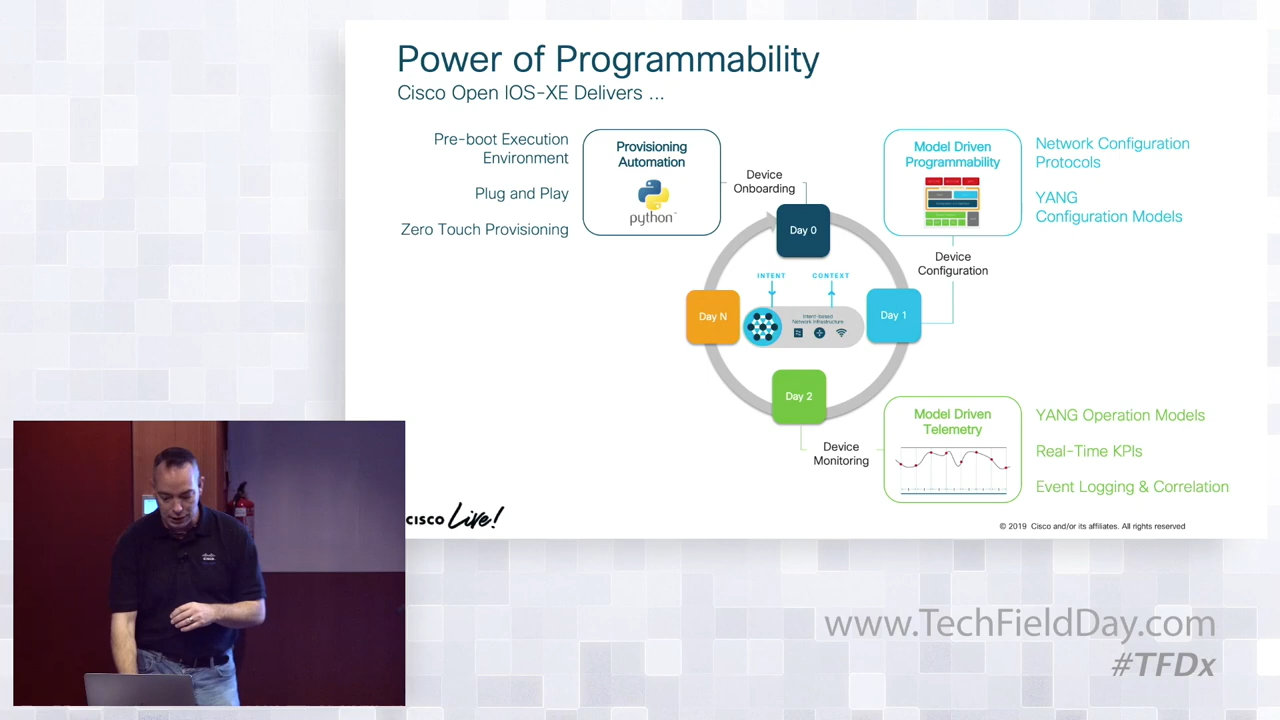 Power of Programmability
Cisco Open IOS-XE Delivers ...
Pre-boot Execution
Environment
Plug and Play
Zero Touch Provisioning
Provisioning
Automation
python
Device
Onboarding
Model Driven
Programmability
Network Configuration
Protocols
YANG
Configuration Models
Device
Configuration
Day 0
INTENT
CONTEXT
Day N
Intent-based
Network Infrastructure
Day 1
Day 2
Device
Monitoring
Model Driven
Telemetry
YANG Operation Models
Real-Time KPIs
Event Logging & Correlation
CISCO Live!
© 2019 Cisco and/or its affiliates. All rights reserved
www.TechFieldDay.com
#TFDx